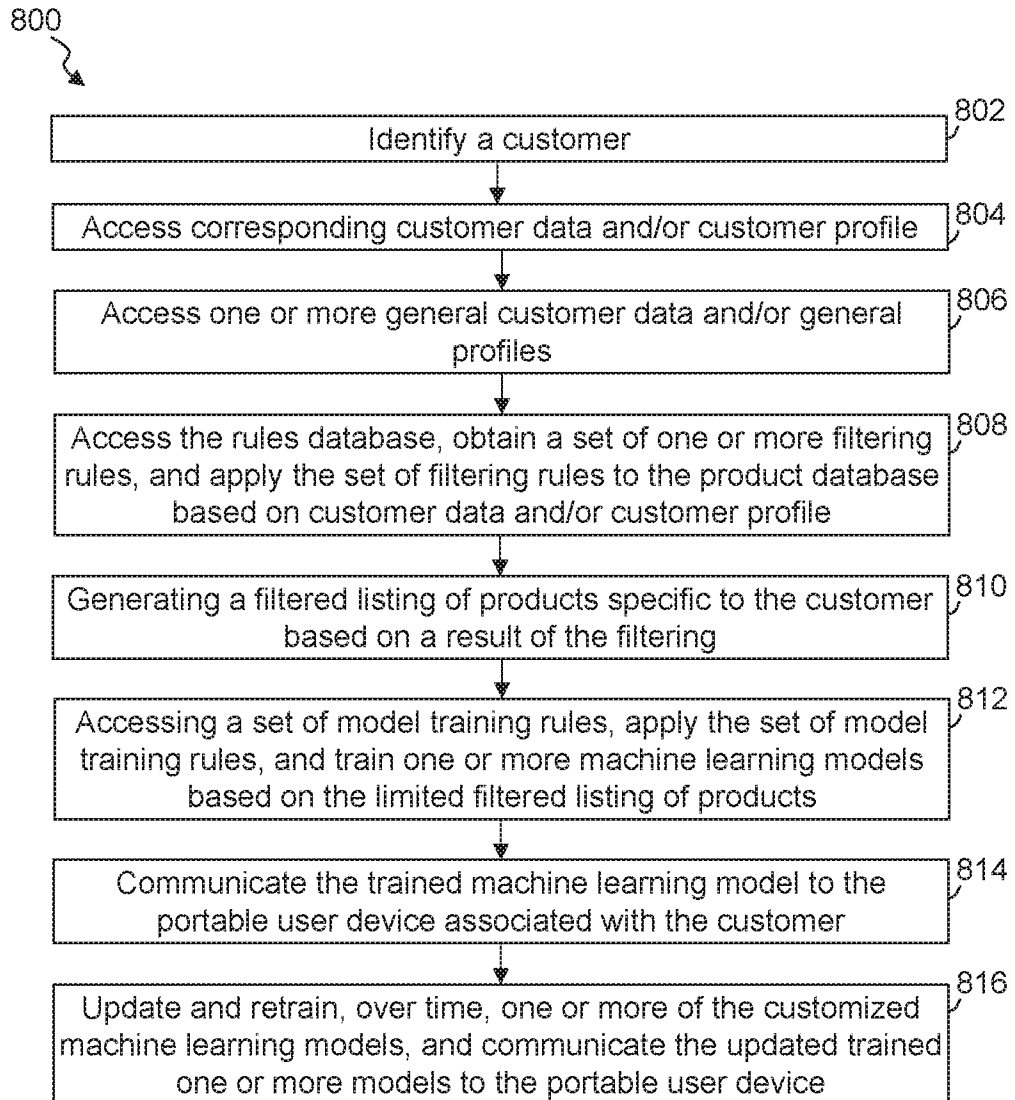 800
802
Identify a customer
804
Access corresponding customer data and/or customer profile
806
Access one or more general customer data and/or general
profiles
808
Access the rules database, obtain a set of one or more filtering
rules, and apply the set of filtering rules to the product database
based on customer data and/or customer profile
810
Generating a filtered listing of products specific to the customer
based on a result of the filtering
812
Accessing a set of model training rules, apply the set of model
training rules, and train one or more machine learning models
based on the limited filtered listing of products
814
Communicate the trained machine learning model to the
portable user device associated with the customer
816
Update and retrain, over time, one or more of the customized
machine learning models, and communicate the updated trained
one or more models to the portable user device